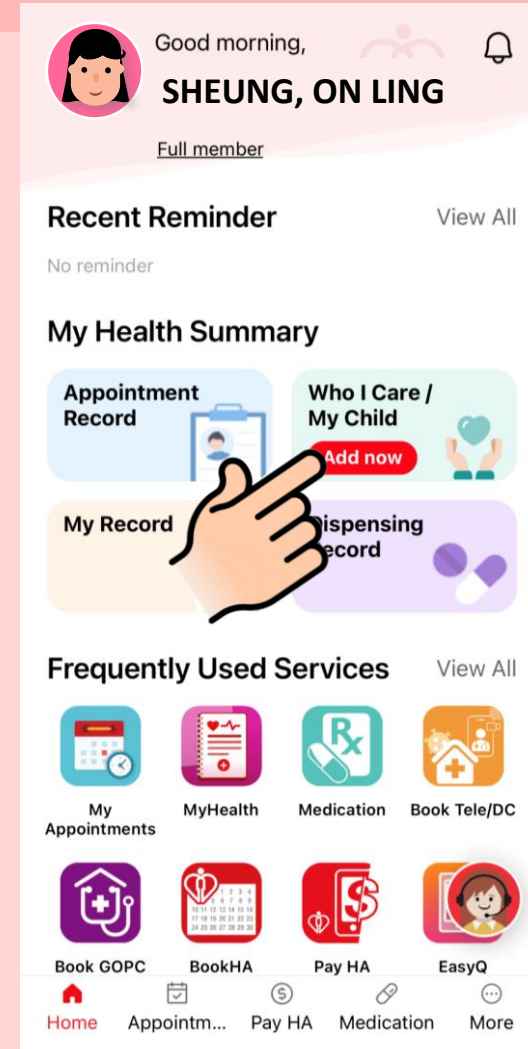 Good morning,
SHEUNG, ON LING
Full member
Recent Reminder
View All
No reminder
My Health Summary
Appointment
Record
Who I Care /
My Child
Add now
My Record
Dispensing
Record
Frequently Used Services
View All
Rx
My
Appointments
MyHealth
Medication
Book Tele/DC
Book GOPC
BookHA
Pay HA
EasyQ
Home
Appointm...
Pay HA
Medication
More